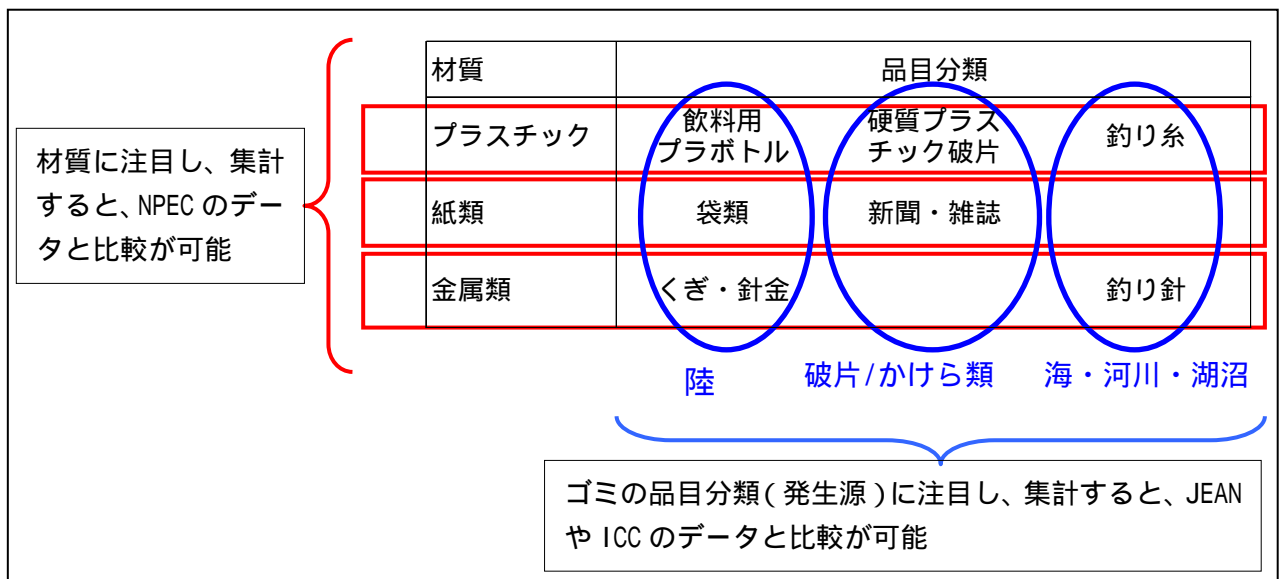 材質 品目分類
プラスチック 飲料用プラボトル 硬質プラスチック破片 釣り糸
紙類 袋類 新聞・雑誌
金属類 くぎ・針金 釣り針
材質に注目し、集計
すると、NPEC のデー
タと比較が可能
陸 破片/かけら類 海・河川・湖沼
ゴミの品目分類(発生源)に注目し、集計すると、JEAN
や ICC のデータと比較が可能